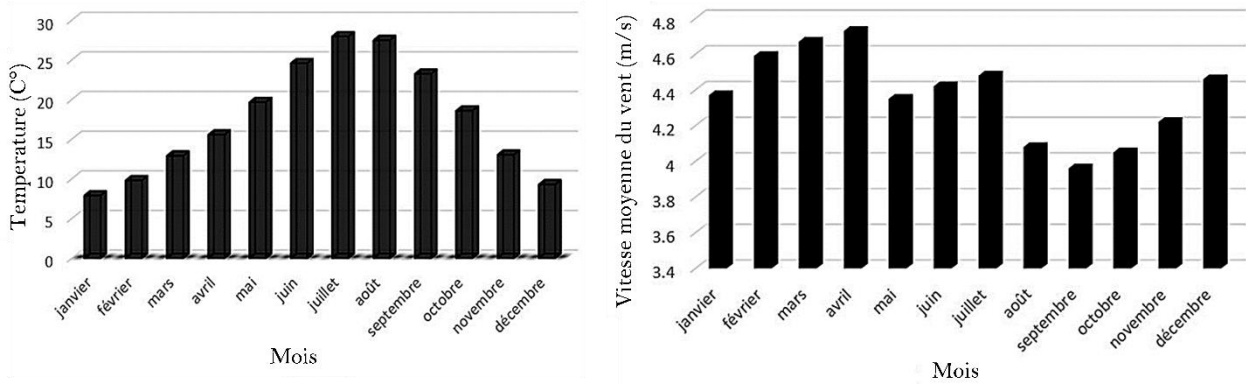 Temperature (C°)
30
25
20
15
10
5
0
janvier
février
mars
avril
mai
juin
juillet
août
septembre
octobre
novembre
décembre
Mois
Vitesse moyenne du vent (m/s)
4.8
4.6
4.4
4.2
4
3.8
3.6
3.4
janvier
février
mars
avril
mai
juin
juillet
août
septembre
octobre
novembre
décembre
Mois